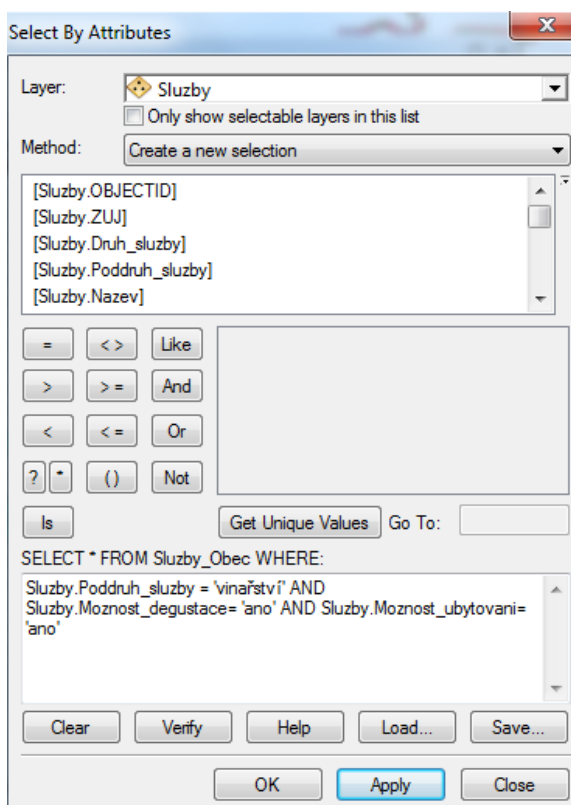 Select By Attributes
x
Layer: Sluzby
Only show selectable layers in this list
Method: Create a new selection
[Sluzby.OBJECTID]
[Sluzby.ZUJ]
[Sluzby.Druh_sluzby]
[Sluzby.Poddruh_sluzby]
[Sluzby.Nazev]
= < > Like
> > = And
< < = Or
? * ( ) Not
Is Get Unique Values Go To:
SELECT * FROM Sluzby_Obec WHERE:
Sluzby.Poddruh_sluzby = 'vinařství' AND
Sluzby.Moznost_degustace= 'ano' AND Sluzby.Moznost_ubytovani=
'ano'
Clear Verify Help Load... Save...
OK Apply Close